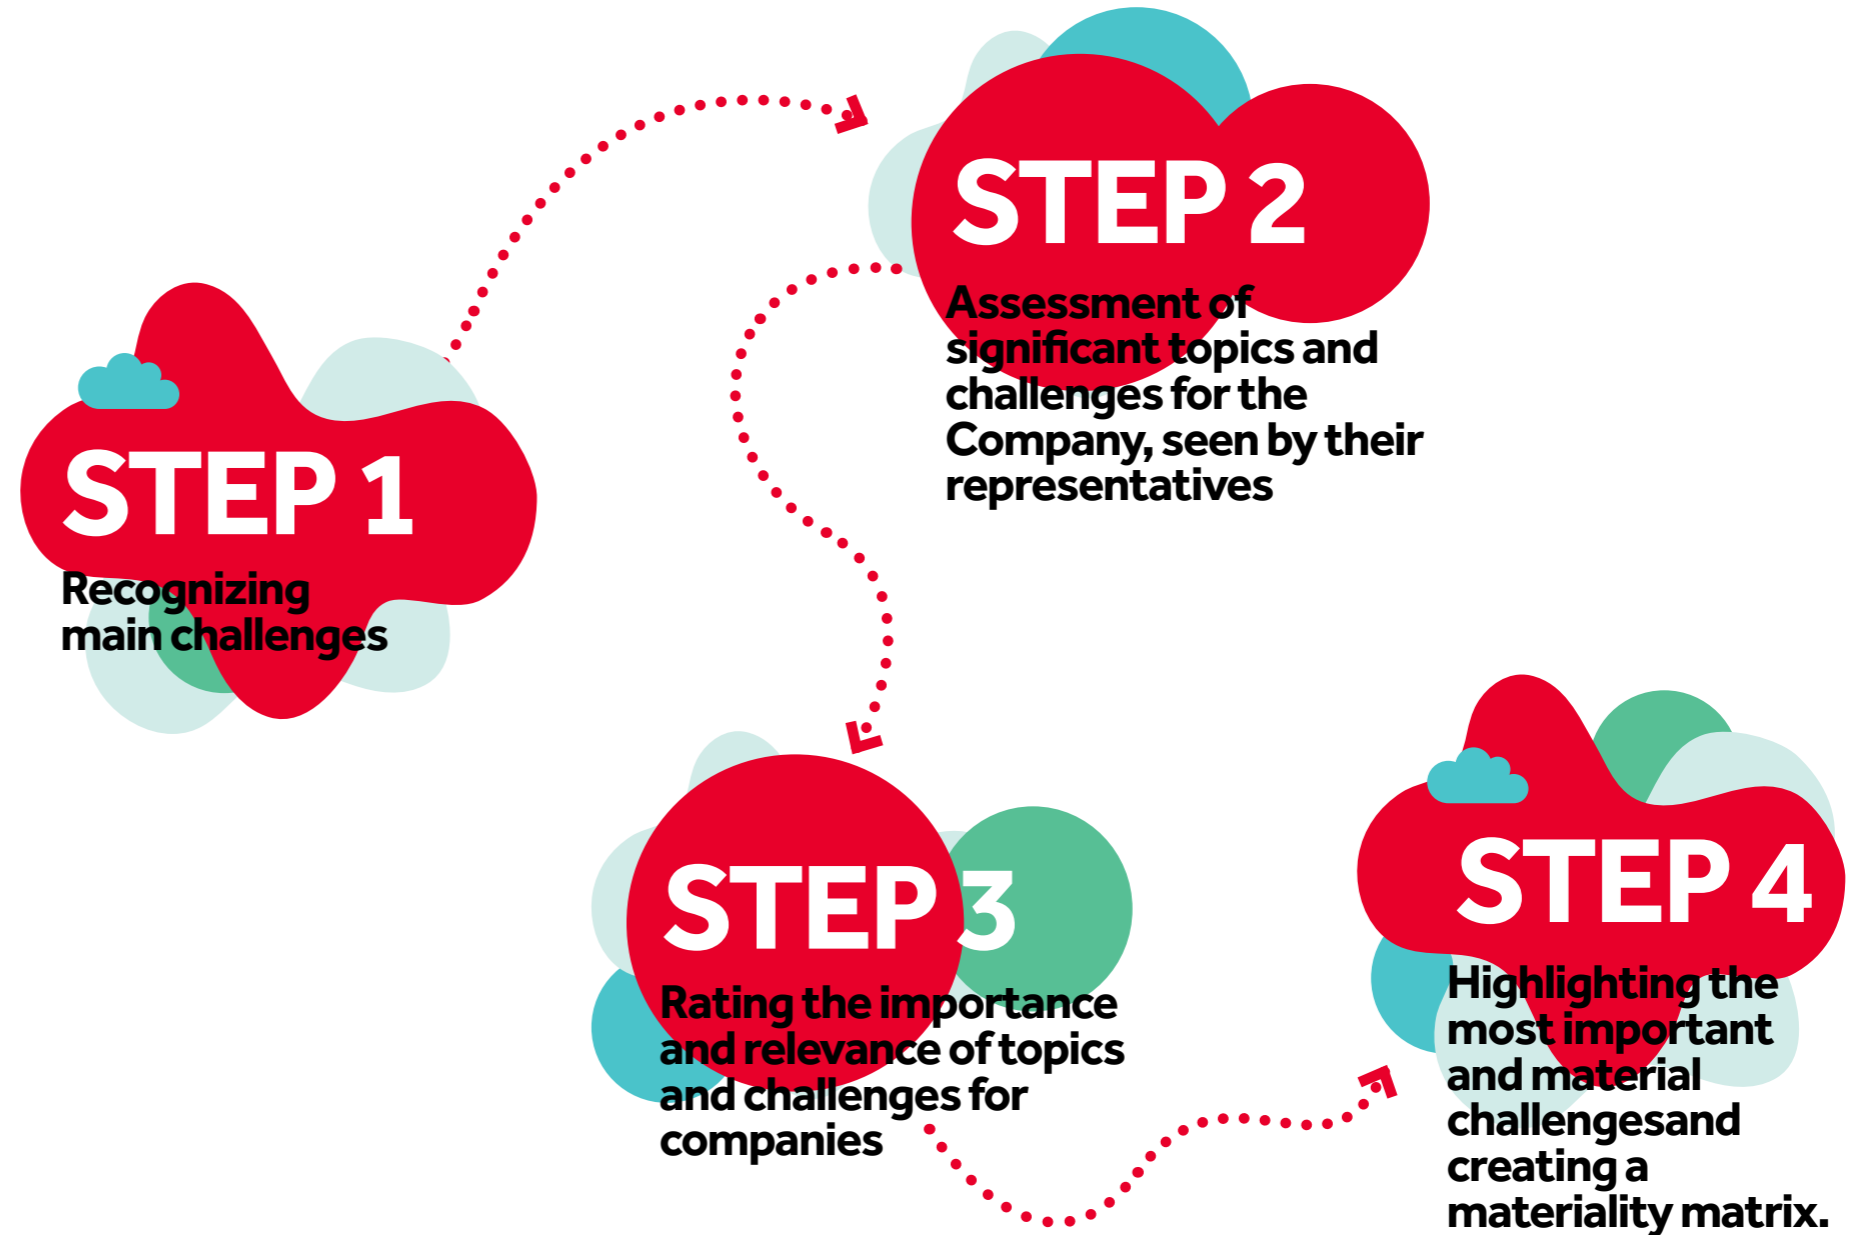 STEP 1
Recognizing
main challenges
STEP 2
Assessment of
significant topics and
challenges for the
Company, seen by their
representatives
STEP 3
Rating the importance
and relevance of topics
and challenges for
companies
STEP 4
Highlighting the
most important
and material
challengesand
creating a
materiality matrix.